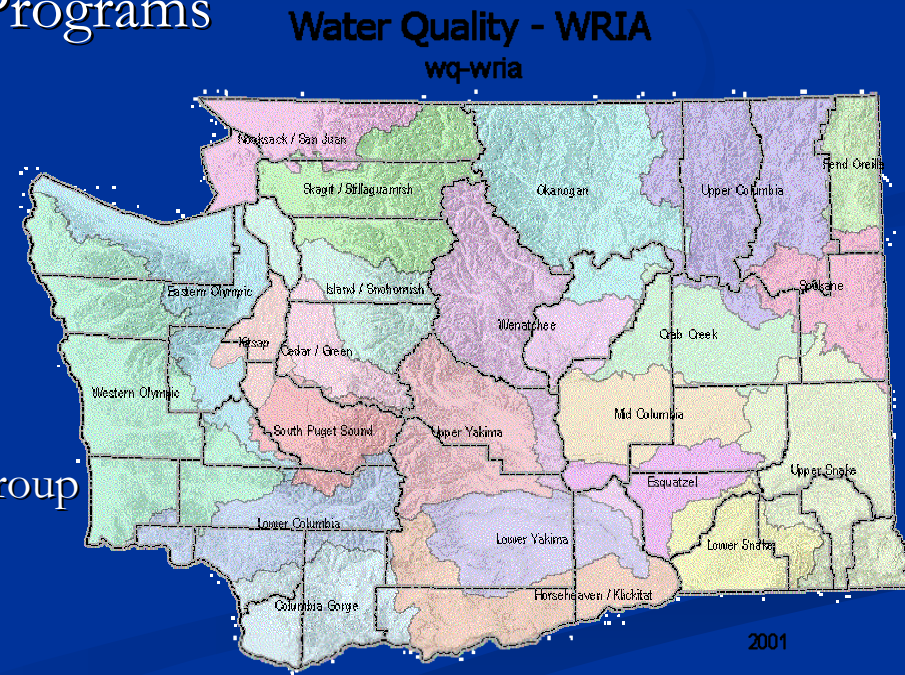 Programs
Water Quality - WRIA
wq-wria
Nooksack / San Juan
Pend Oreille
Skagit / Stillaguamish
Okanogan
Upper Columbia
Eastern Olympic
Island / Snohomish
Spokane
Wenatchee
Crab Creek
Kitsap
Cedar / Green
Western Olympic
Mid Columbia
South Puget Sound
Upper Yakima
Upper Snake
Esquatzel
roup
Lower Columbia
Lower Yakima
Lower Snake
Horseheaven / Klickitat
Columbia Gorge
2001